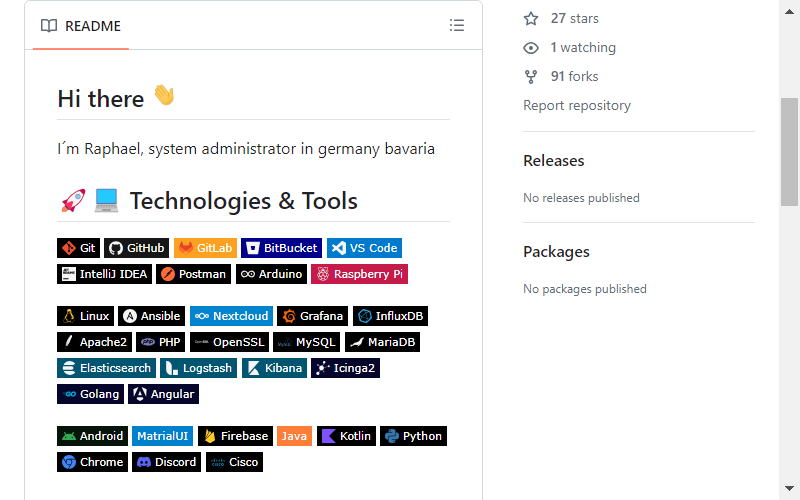 README
Hi there 👋
I´m Raphael, system administrator in germany bavaria
🚀 💻 Technologies & Tools
Git GitHub GitLab BitBucket VS Code
IntelliJ IDEA Postman Arduino Raspberry Pi
Linux Ansible Nextcloud Grafana InfluxDB
Apache2 PHP OpenSSL MySQL MariaDB
Elasticsearch Logstash Kibana Icinga2
Golang Angular
Android MatrialUI Firebase Java Kotlin Python
Chrome Discord Cisco
27 stars
1 watching
91 forks
Report repository
Releases
No releases published
Packages
No packages published